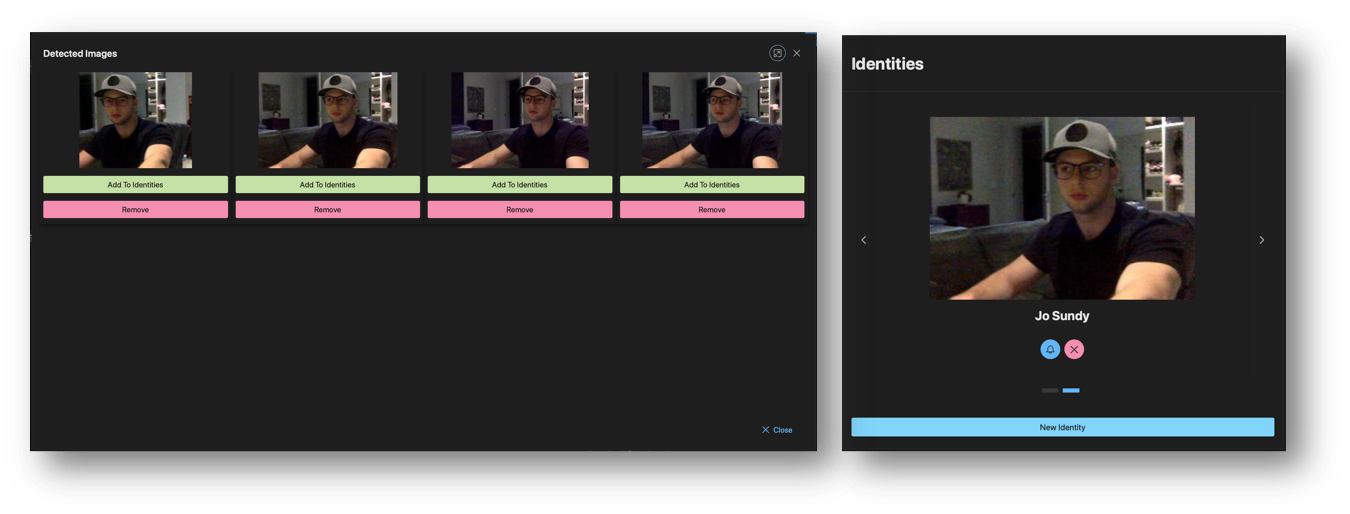 Detected Images
Add To Identities
Add To Identities
Add To Identities
Add To Identities
Remove
Remove
Remove
Remove
Close
Identities
Jo Sundy
New Identity